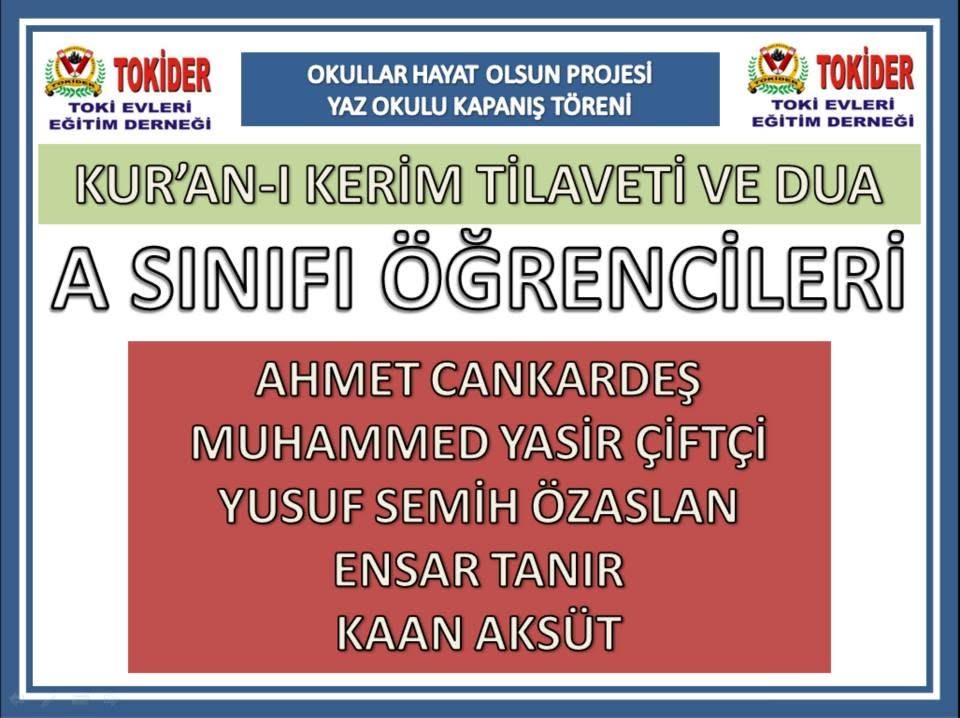 TOKİDER
TOKİ EVLERİ
EĞİTİM DERNEĞİ
OKULLAR HAYAT OLSUN PROJESİ
YAZ OKULU KAPANIŞ TÖRENİ
TOKİDER
TOKİ EVLERİ
EĞİTİM DERNEĞİ
KUR’AN-I KERİM TİLAVETİ VE DUA
A SINIFI ÖĞRENCİLERİ
AHMET CANKARDEŞ
MUHAMMED YASİR ÇİFTÇİ
YUSUF SEMİH ÖZASLAN
ENSAR TANIR
KAAN AKSÜT